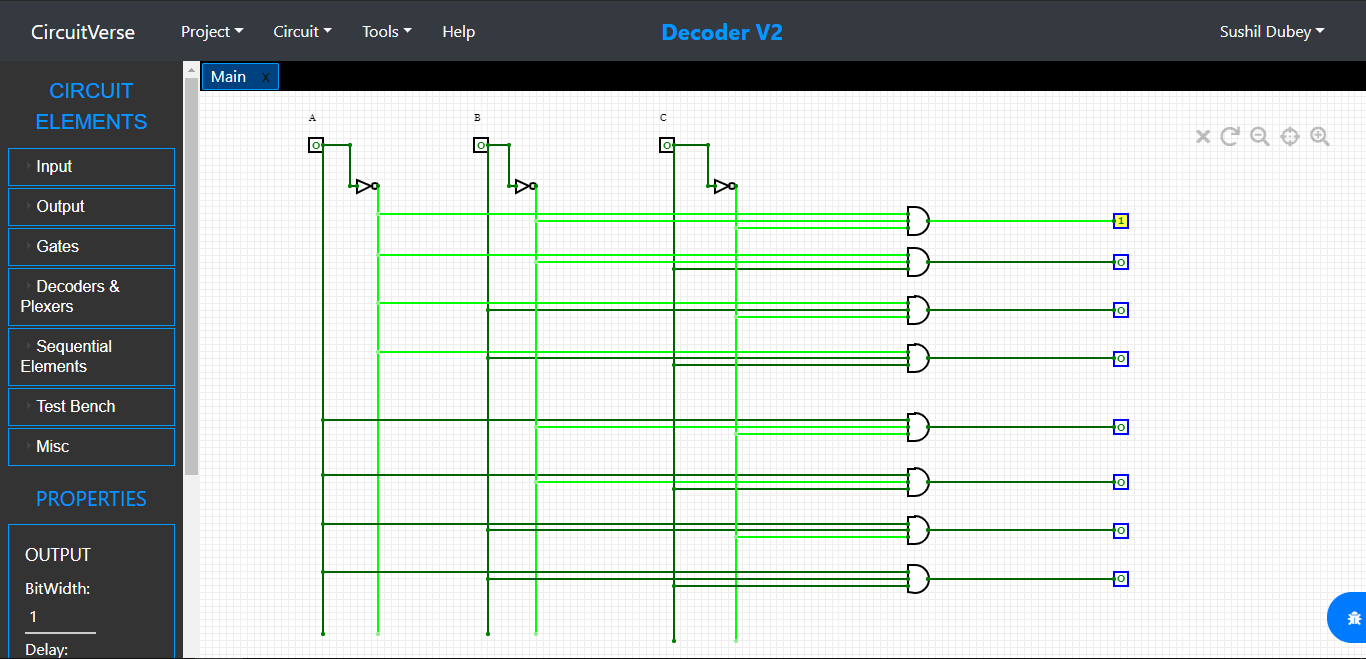 CircuitVerse Project Circuit Tools Help Decoder V2 Sushil Dubey
Main x
CIRCUIT
ELEMENTS
Input
Output
Gates
Decoders &
Plexers
Sequential
Elements
Test Bench
Misc
PROPERTIES
OUTPUT
BitWidth:
1
Delay:
A B C
0 0 0
1
0
0
0
0
0
0
0